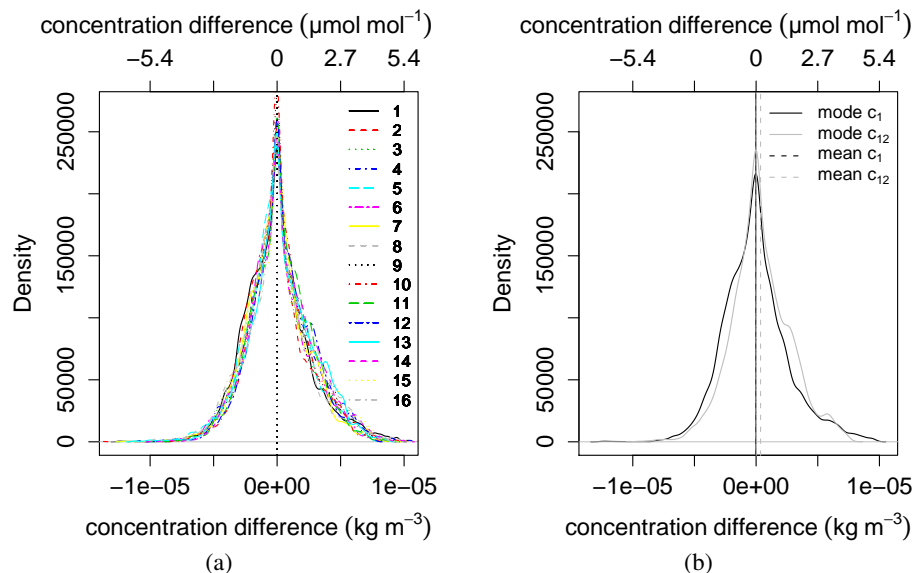 concentration difference (µmol mol⁻¹)
−5.4 0 2.7 5.4
Density
0 50000 150000 250000
1
2
3
4
5
6
7
8
9
10
11
12
13
14
15
16
−1e−05 0e+00 1e−05
concentration difference (kg m⁻³)
(a)
concentration difference (µmol mol⁻¹)
−5.4 0 2.7 5.4
Density
0 50000 150000 250000
mode c₁
mode c₁₂
mean c₁
mean c₁₂
−1e−05 0e+00 1e−05
concentration difference (kg m⁻³)
(b)